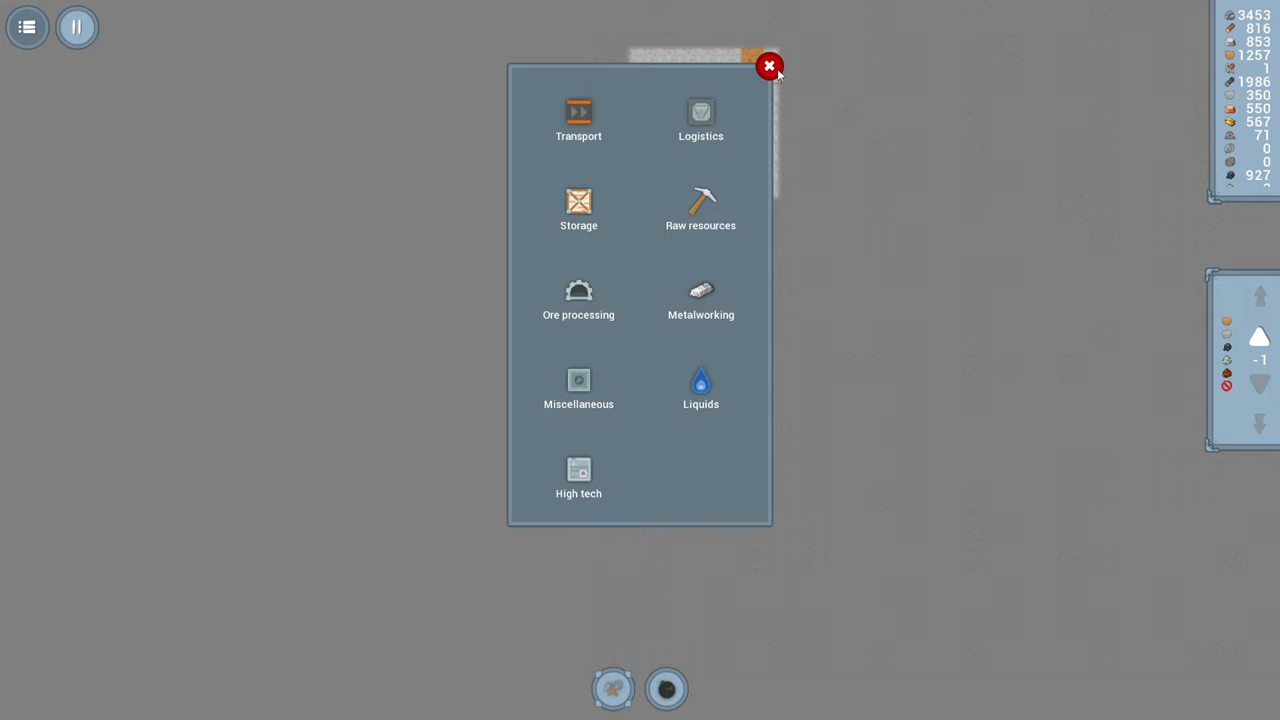 3453
816
853
1257
1
1986
350
550
567
71
0
0
927
Transport
Logistics
Storage
Raw resources
Ore processing
Metalworking
Miscellaneous
Liquids
High tech
-1